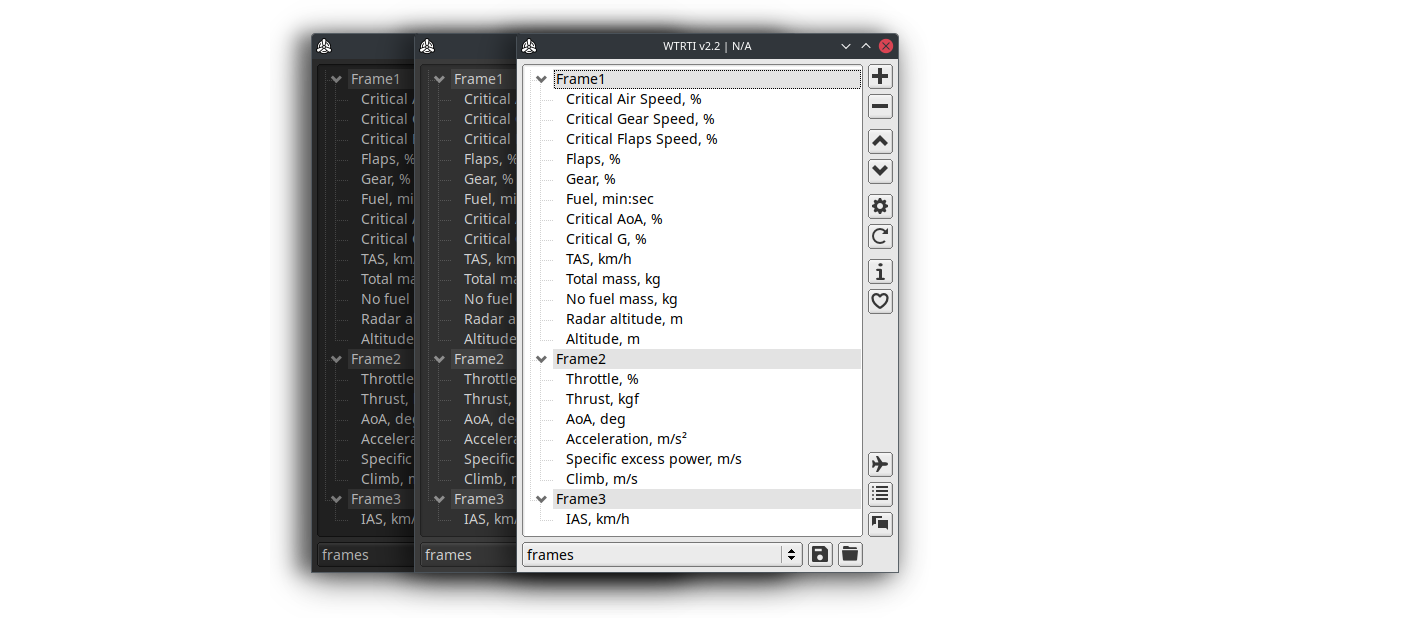 WTRTI v2.2 | N/A
Frame1
Critical
Critical
Critical
Flaps, %
Gear, %
Fuel, min
Critical
Critical
TAS, km
Total
No fuel
Radar
Altitude
Frame2
Throttle
Thrust,
AoA, deg
Specific
Climb,
Frame3
IAS, km/
frames
Frame1
Critical
Critical
Critical
Flaps, %
Gear, %
Fuel, mi
Critical
Critical
TAS, km
Total
No fuel
Radar a
Altitude
Frame2
Throttle
Thrust,
AoA, de
Accelera
Specific
Climb,
Frame3
IAS, km/
frames
Frame1
Critical Air Speed, %
Critical Gear Speed, %
Critical Flaps Speed, %
Flaps, %
Gear, %
Fuel, min:sec
Critical AoA, %
Critical G, %
TAS, km/h
Total mass, kg
No fuel mass, kg
Radar altitude, m
Altitude, m
Frame2
Throttle, %
Thrust, kgf
AoA, deg
Acceleration, m/s²
Specific excess power, m/s
Climb, m/s
Frame3
IAS, km/h
frames